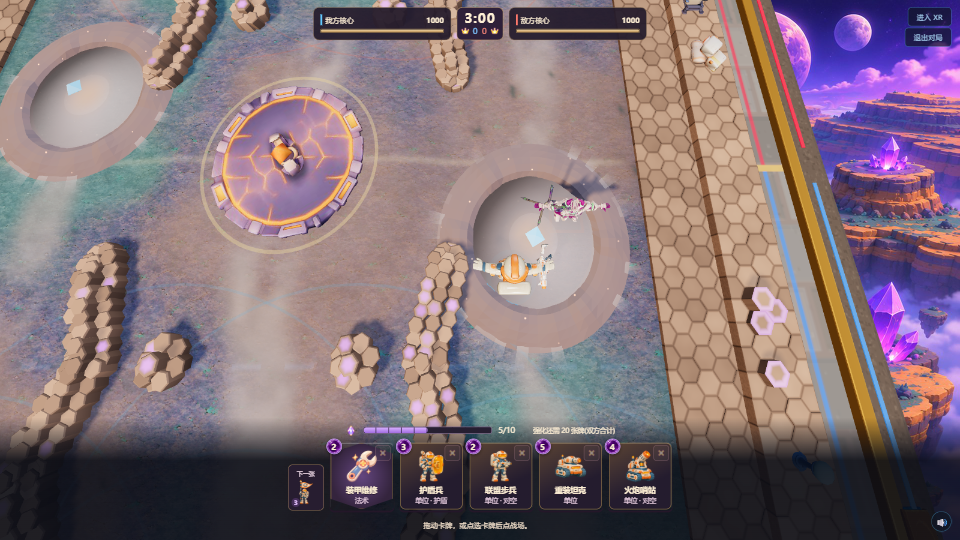 我方核心 1000
3:00
0 0
敌方核心 1000
进入 XR
退出对局
5/10 强化还需 20 张牌(双方合计)
下一张
3
2
装甲维修
法术
3
护盾兵
单位 · 护盾
2
联盟步兵
单位 · 对空
5
重装坦克
单位
4
火炮哨站
单位 · 对空
拖动卡牌，或点选卡牌后点战场。